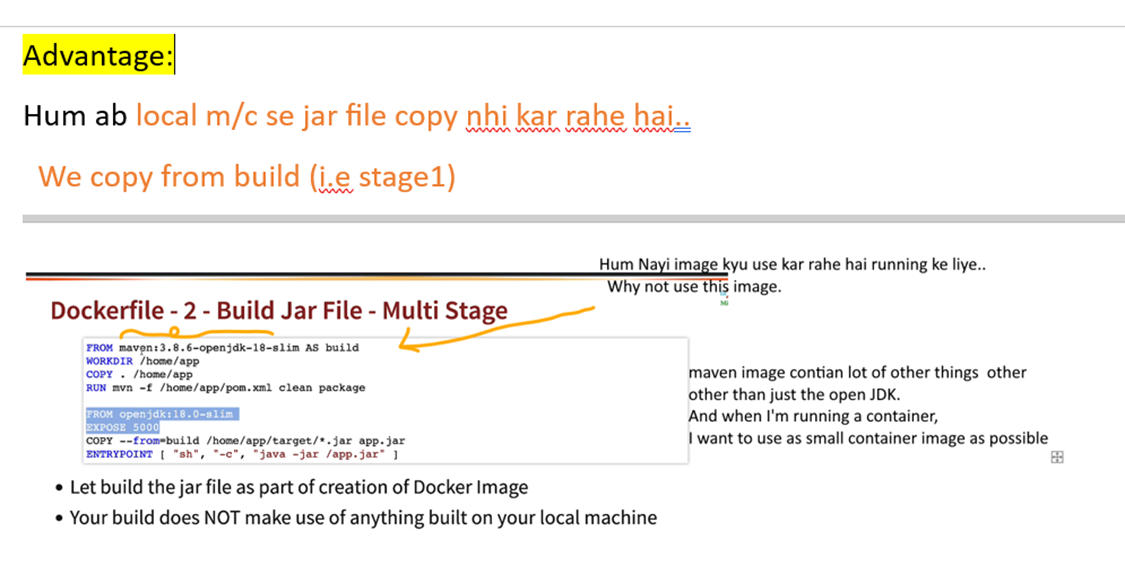 Advantage:
Hum ab local m/c se jar file copy nhi kar rahe hai..
We copy from build (i.e stage1)
Hum Nayi image kyu use kar rahe hai running ke liye..
Why not use this image.
Dockerfile - 2 - Build Jar File - Multi Stage
FROM maven:3.8.6-openjdk-18-slim AS build
WORKDIR /home/app
COPY . /home/app
RUN mvn -f /home/app/pom.xml clean package
FROM openjdk:18.0-slim
EXPOSE 5000
COPY --from=build /home/app/target/*.jar app.jar
ENTRYPOINT [ "sh", "-c", "java -jar /app.jar" ]
maven image contian lot of other things other
other than just the open JDK.
And when I'm running a container,
I want to use as small container image as possible
• Let build the jar file as part of creation of Docker Image
• Your build does NOT make use of anything built on your local machine